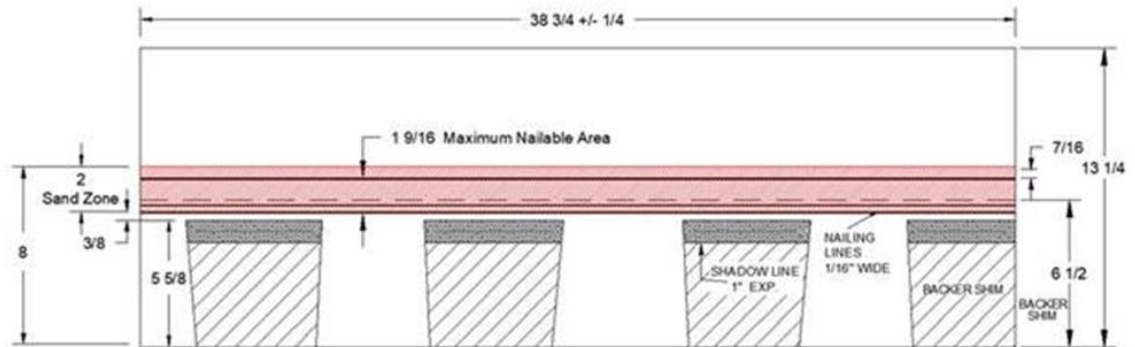 38 3/4 +/- 1/4
1 9/16 Maximum Nailable Area
7/16
13 1/4
2
Sand Zone
3/8
8
5 5/8
SHADOW LINE
1" EXP.
NAILING
LINES
1/16" WIDE
BACKER SHIM
BACKER
SHIM
6 1/2